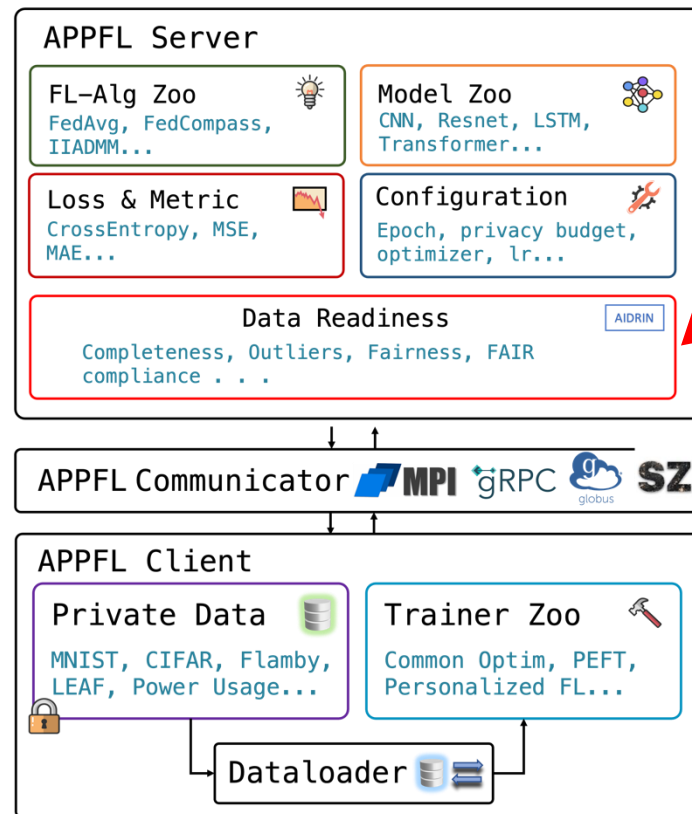 APPFL Server
FL-Alg Zoo
FedAvg, FedCompass,
IIADMM...
Model Zoo
CNN, Resnet, LSTM,
Transformer...
Loss & Metric
CrossEntropy, MSE,
MAE...
Configuration
Epoch, privacy budget,
optimizer, lr...
Data Readiness
AIDRIN
Completeness, Outliers, Fairness, FAIR
compliance . . .
APPFL Communicator MPI gRPC g globus SZ
APPFL Client
Private Data
MNIST, CIFAR, Flamby,
LEAF, Power Usage...
Trainer Zoo
Common Optim, PEFT,
Personalized FL...
Dataloader